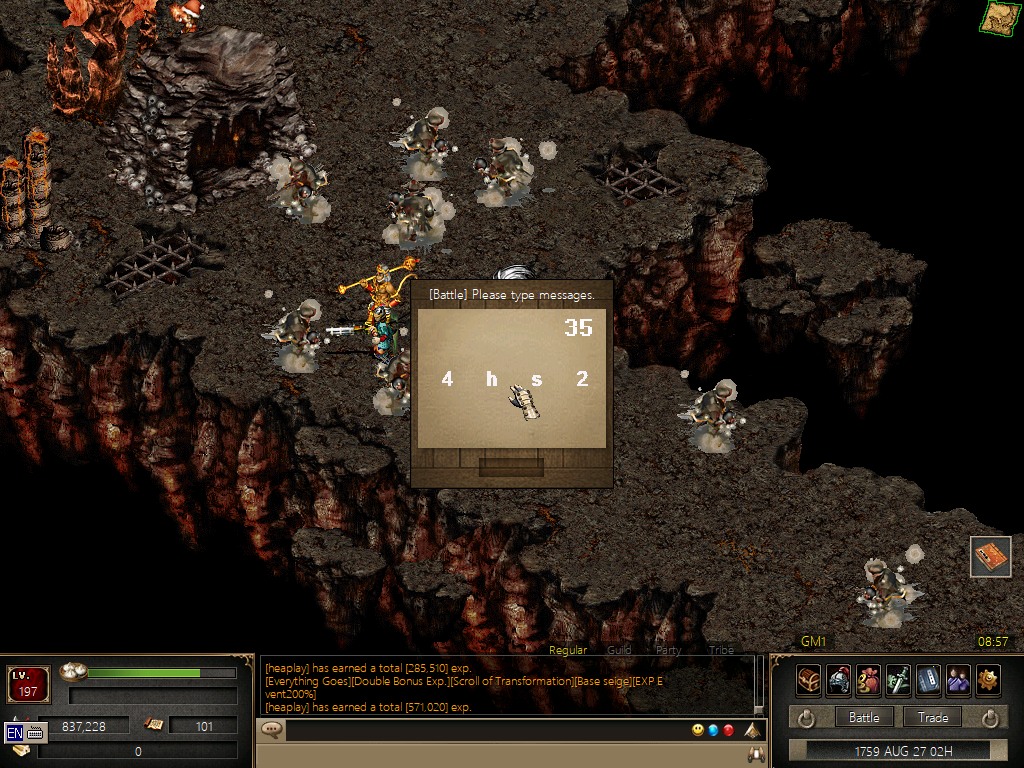 [Battle] Please type messages.
35
4 h s 2
GM1 08:57
Regular Guild Party Tribe
[heaplay] has earned a total [285,510] exp.
[Everything Goes][Double Bonus Exp.][Scroll of Transformation][Base seige][EXP E
vent200%]
[heaplay] has earned a total [571,020] exp.
LV.
197
837,228 101
EN
0
Battle Trade
1759 AUG 27 02H